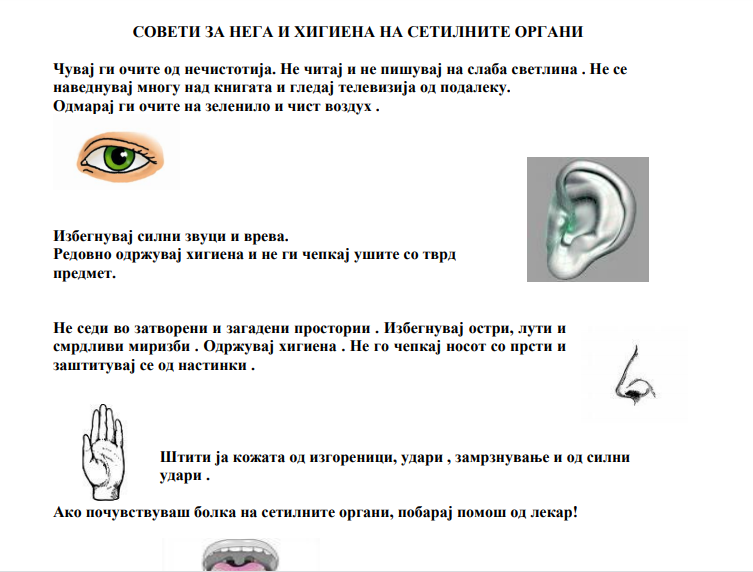 СОВЕТИ ЗА НЕГА И ХИГИЕНА НА СЕТИЛНИТЕ ОРГАНИ
Чувај ги очите од нечистотија. Не читај и не пишувај на слаба светлина . Не се
наведнувај многу над книгата и гледај телевизија од подалеку.
Одмарај ги очите на зеленило и чист воздух .
Избегнувај силни звуци и врева.
Редовно одржувај хигиена и не ги чепкај ушите со тврд
предмет.
Не седи во затворени и загадени простории . Избегнувај остри, лути и
смрдливи миризби . Одржувај хигиена . Не го чепкај носот со прсти и
заштитувај се од настинки .
Штити ја кожата од изгореници, удари , замрзнување и од силни
удари .
Ако почувствуваш болка на сетилните органи, побарај помош од лекар!